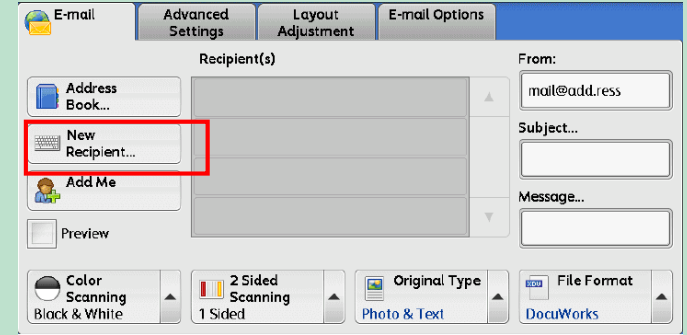 E-mail
Advanced
Settings
Layout
Adjustment
E-mail Options
Recipient(s)
From:
Address
Book...
mail@add.ress
New
Recipient...
Subject...
Add Me
Message...
Preview
Color
Scanning
Black & White
2 Sided
Scanning
1 Sided
Original Type
Photo & Text
XDW
File Format
DocuWorks